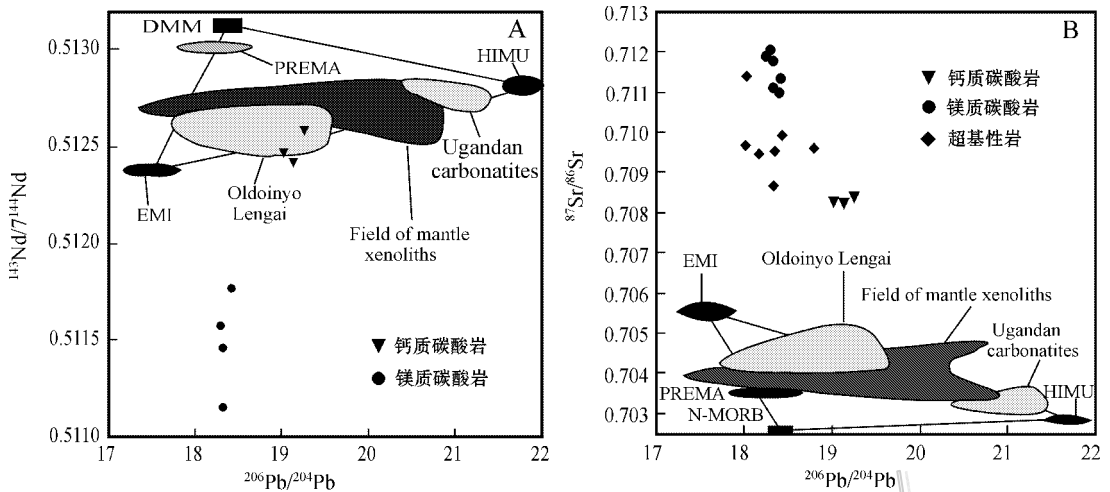 A
DMM
PREMA
HIMU
Ugandan
carbonatites
EMI
Oldoinyo
Lengai
Field of mantle
xenoliths
钙质碳酸岩
镁质碳酸岩
0.5130
0.5125
0.5120
0.5115
0.5110
¹⁴³Nd/7¹⁴⁴Nd
17 18 19 20 21 22
²⁰⁶Pb/²⁰⁴Pb
B
钙质碳酸岩
镁质碳酸岩
超基性岩
EMI
Oldoinyo Lengai
Field of mantle xenoliths
Ugandan
carbonatites
PREMA
N-MORB
HIMU
0.713
0.712
0.711
0.710
0.709
0.708
0.707
0.706
0.705
0.704
0.703
⁸⁷Sr/⁸⁶Sr
17 18 19 20 21 22
²⁰⁶Pb/²⁰⁴Pb